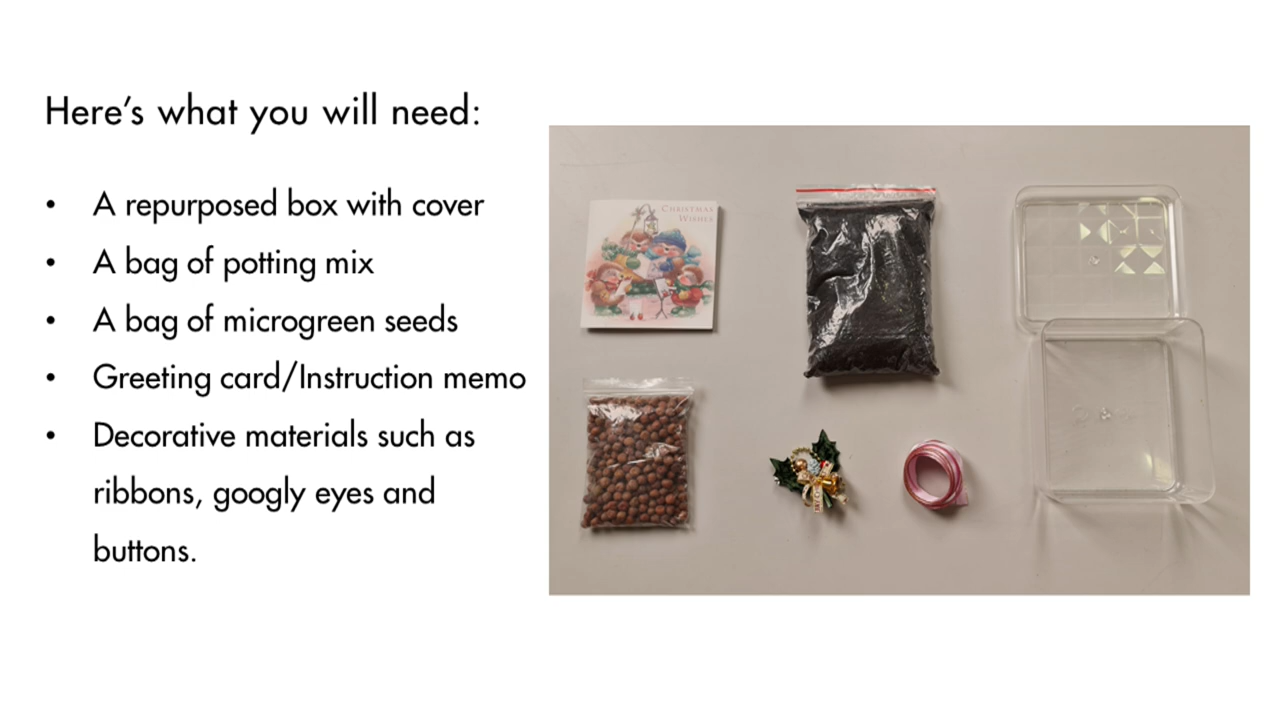 Here's what you will need:
• A repurposed box with cover
• A bag of potting mix
• A bag of microgreen seeds
• Greeting card/Instruction memo
• Decorative materials such as
ribbons, googly eyes and
buttons.
CHRISTMAS
WISHES